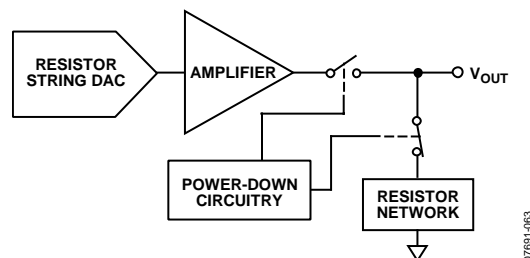 RESISTOR
STRING DAC
AMPLIFIER
VOUT
POWER-DOWN
CIRCUITRY
RESISTOR
NETWORK
07691-063